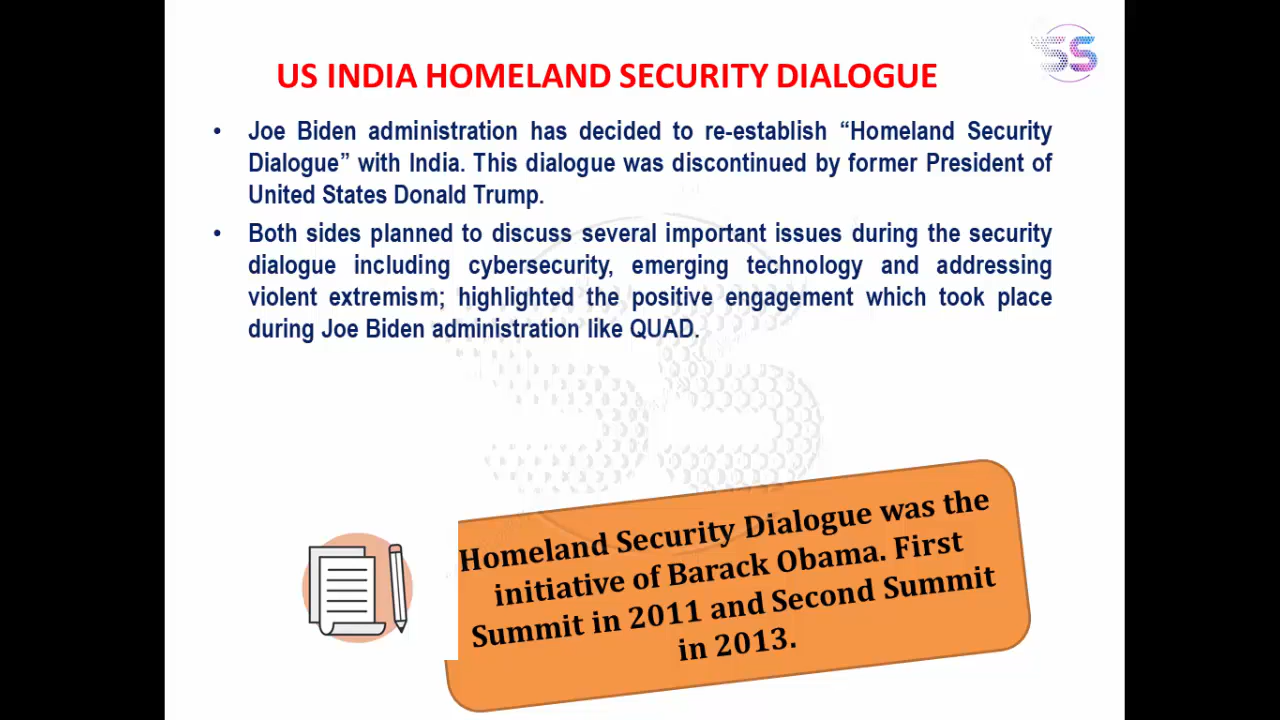 SS
US INDIA HOMELAND SECURITY DIALOGUE
• Joe Biden administration has decided to re-establish “Homeland Security
Dialogue” with India. This dialogue was discontinued by former President of
United States Donald Trump.
• Both sides planned to discuss several important issues during the security
dialogue including cybersecurity, emerging technology and addressing
violent extremism; highlighted the positive engagement which took place
during Joe Biden administration like QUAD.
Homeland Security Dialogue was the
initiative of Barack Obama. First
Summit in 2011 and Second Summit
in 2013.